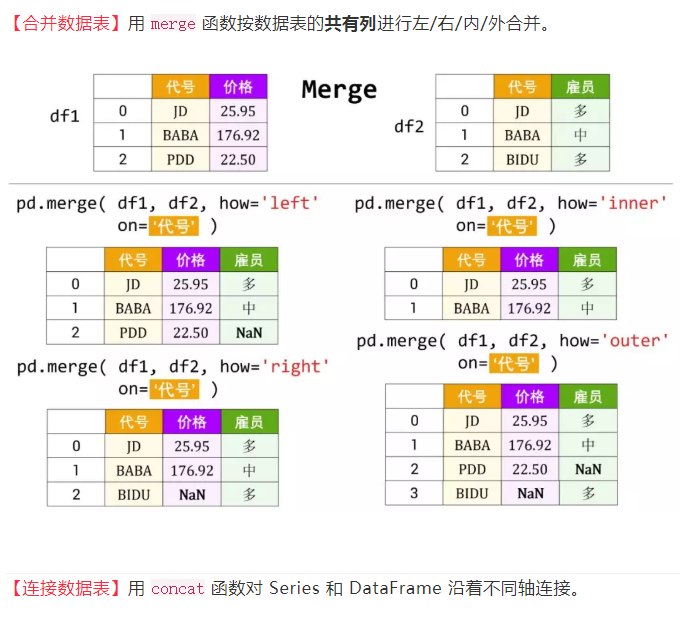 【合并数据表】用 merge 函数按数据表的共有列进行左/右/内/外合并。
Merge
df1
代号 价格
0 JD 25.95
1 BABA 176.92
2 PDD 22.50
df2
代号 雇员
0 JD 多
1 BABA 中
2 BIDU 多
pd.merge( df1, df2, how='left'
on='代号' )
代号 价格 雇员
0 JD 25.95 多
1 BABA 176.92 中
2 PDD 22.50 NaN
pd.merge( df1, df2, how='inner'
on='代号' )
代号 价格 雇员
0 JD 25.95 多
1 BABA 176.92 中
pd.merge( df1, df2, how='right'
on='代号' )
代号 价格 雇员
0 JD 25.95 多
1 BABA 176.92 中
2 BIDU NaN 多
pd.merge( df1, df2, how='outer'
on='代号' )
代号 价格 雇员
0 JD 25.95 多
1 BABA 176.92 中
2 PDD 22.50 NaN
3 BIDU NaN 多
【连接数据表】用 concat 函数对 Series 和 DataFrame 沿着不同轴连接。